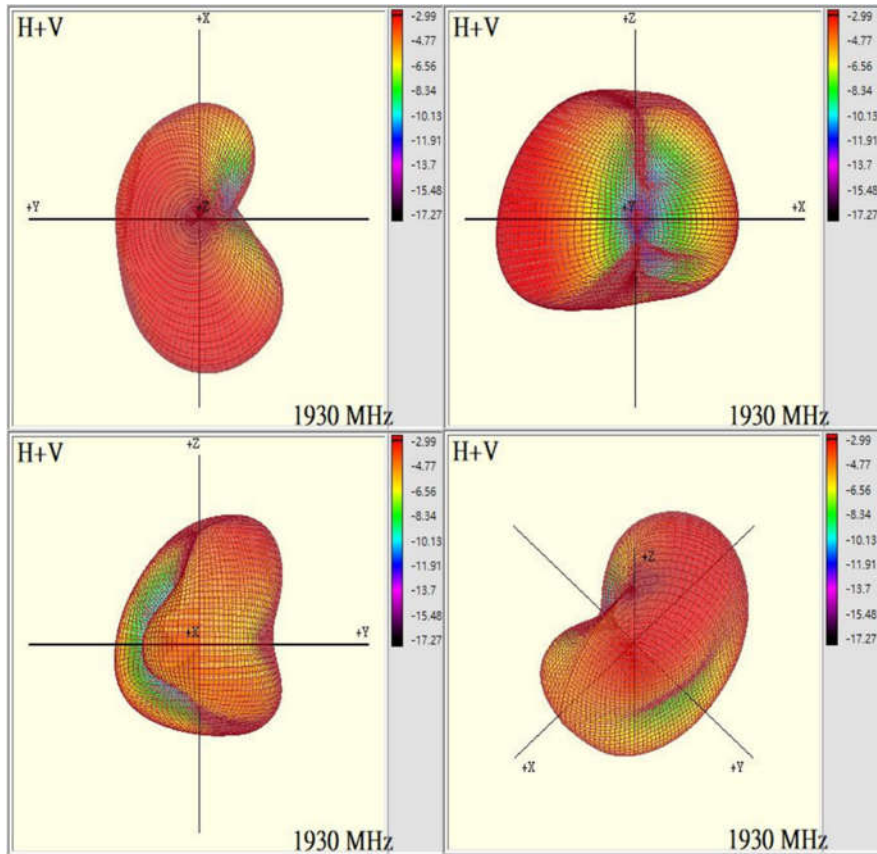 H+V
+X
+Y
+Z
1930 MHz
-2.99
-4.77
-6.56
-8.34
-10.13
-11.91
-13.7
-15.48
-17.27
H+V
+Z
+Y
+X
1930 MHz
-2.99
-4.77
-6.56
-8.34
-10.13
-11.91
-13.7
-15.48
-17.27
H+V
+Z
+X
+Y
1930 MHz
-2.99
-4.77
-6.56
-8.34
-10.13
-11.91
-13.7
-15.48
-17.27
H+V
+Z
+X
+Y
1930 MHz
-2.99
-4.77
-6.56
-8.34
-10.13
-11.91
-13.7
-15.48
-17.27